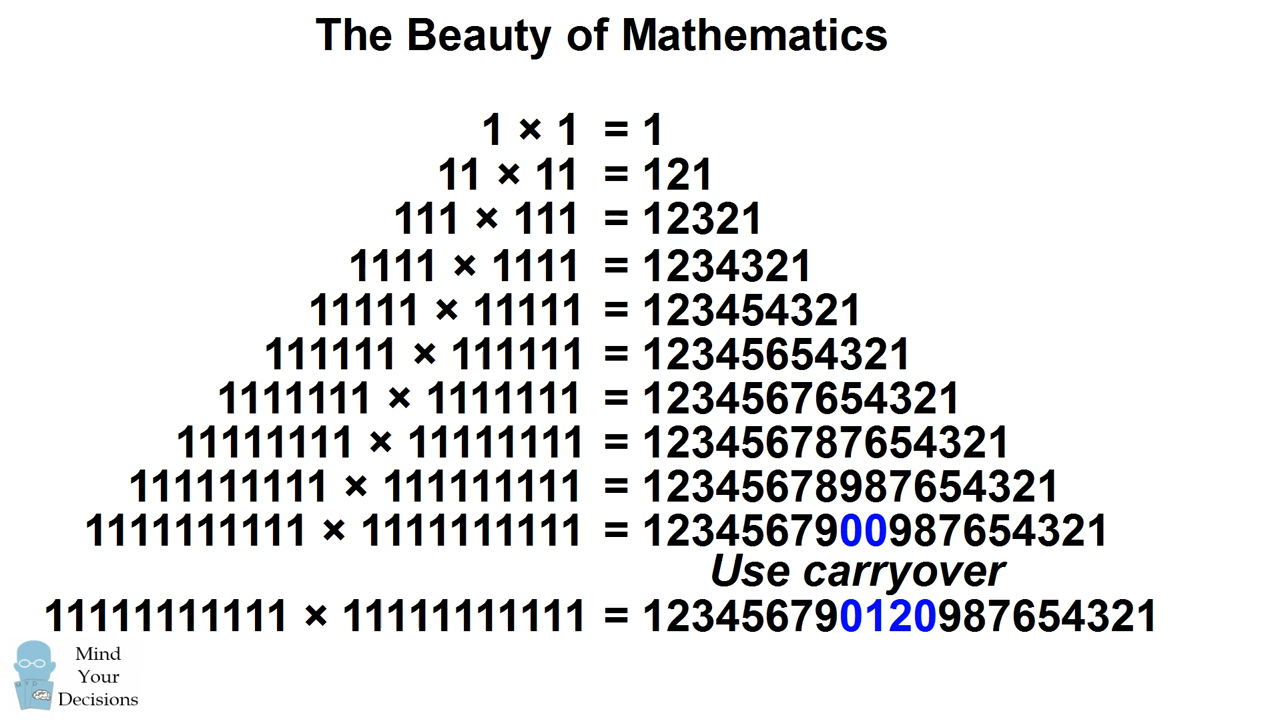 The Beauty of Mathematics
1 × 1 = 1
11 × 11 = 121
111 × 111 = 12321
1111 × 1111 = 1234321
11111 × 11111 = 123454321
111111 × 111111 = 12345654321
1111111 × 1111111 = 1234567654321
11111111 × 11111111 = 123456787654321
111111111 × 111111111 = 12345678987654321
1111111111 × 1111111111 = 1234567900987654321
Use carryover
11111111111 × 11111111111 = 123456790120987654321
Mind
Your
Decisions